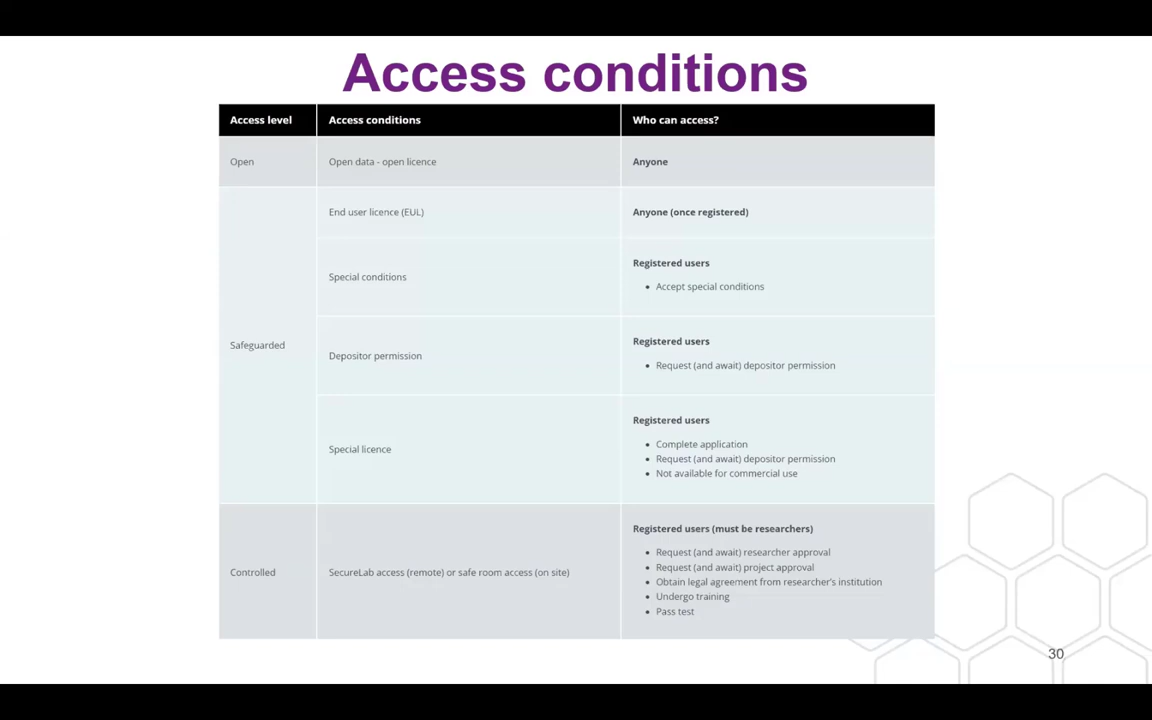 Access conditions
Access level
Access conditions
Who can access?
Open
Open data - open licence
Anyone
Safeguarded
End user licence (EUL)
Anyone (once registered)
Special conditions
Registered users
• Accept special conditions
Depositor permission
Registered users
• Request (and await) depositor permission
Special licence
Registered users
• Complete application
• Request (and await) depositor permission
• Not available for commercial use
Controlled
SecureLab access (remote) or safe room access (on site)
Registered users (must be researchers)
• Request (and await) researcher approval
• Request (and await) project approval
• Obtain legal agreement from researcher's institution
• Undergo training
• Pass test
30